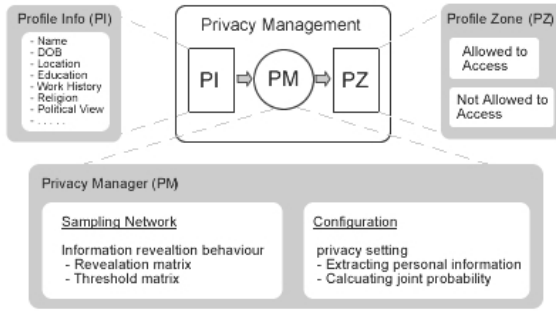 Profile Info (PI)
- Name
- DOB
- Location
- Education
- Work History
- Religion
- Political View
- . . . . .
Privacy Management
PI
PM
PZ
Profile Zone (PZ)
Allowed to
Access
Not Allowed to
Access
Privacy Manager (PM)
Sampling Network
Information revealtion behaviour
- Revealation matrix
- Threshold matrix
Configuration
privacy setting
- Extracting personal information
- Calcuating joint probability